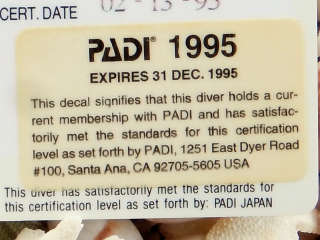 CERT. DATE 02-13-95
PADI® 1995
EXPIRES 31 DEC. 1995
This decal signifies that this diver holds a cur-
rent membership with PADI and has satisfac-
torily met the standards for this certification
level as set forth by PADI, 1251 East Dyer Road
#100, Santa Ana, CA 92705-5605 USA
This diver has satisfactorily met the standards for
this certification level as set forth by: PADI JAPAN